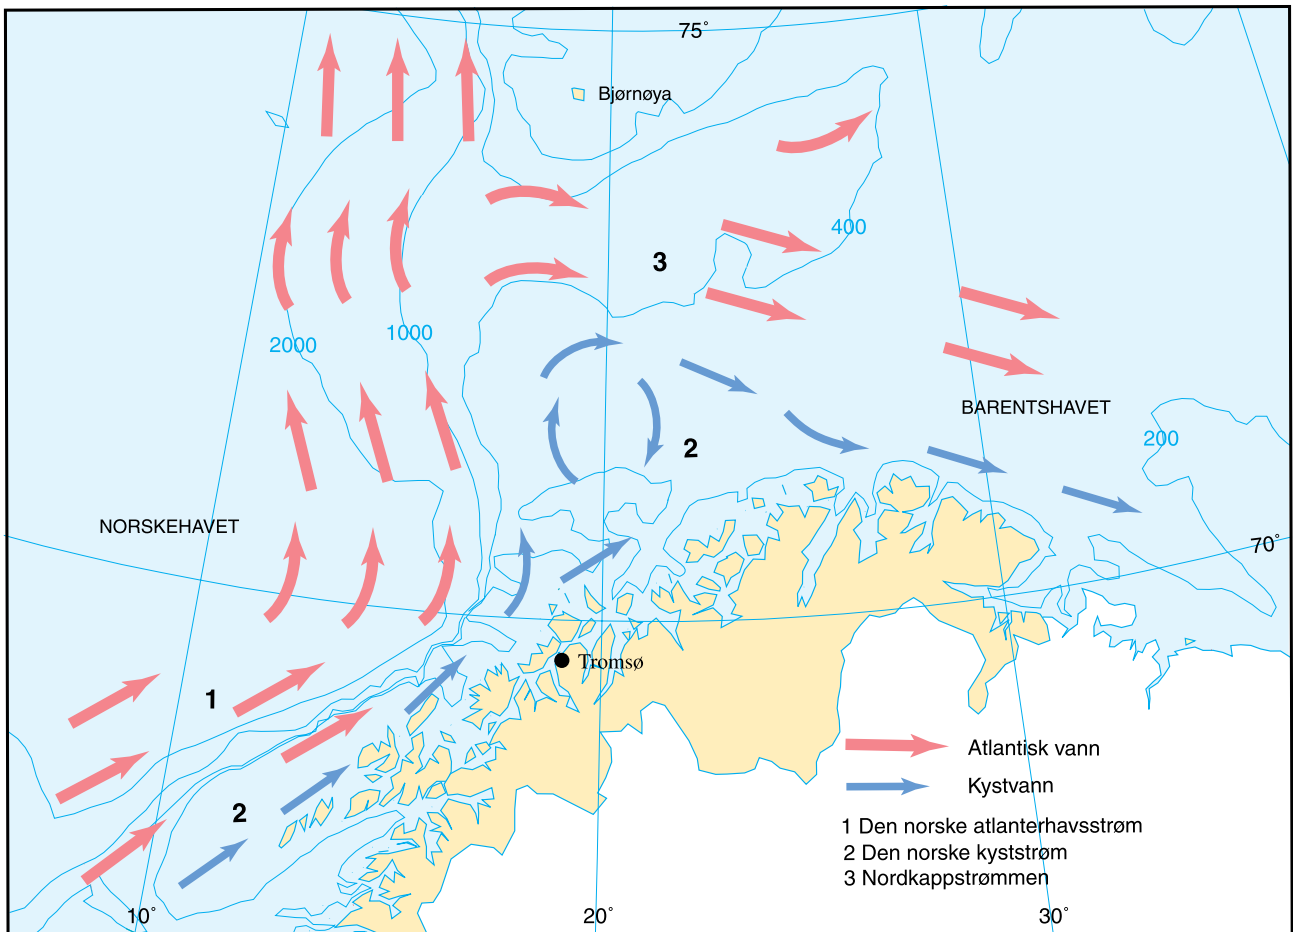 75°
Bjørnøya
400
3
1000
2000
BARENTSHAVET
200
2
NORSKEHAVET
70°
Tromsø
1
Atlantisk vann
Kystvann
2
1 Den norske atlanterhavsstrøm
2 Den norske kyststrøm
3 Nordkappstrømmen
10°
20°
30°